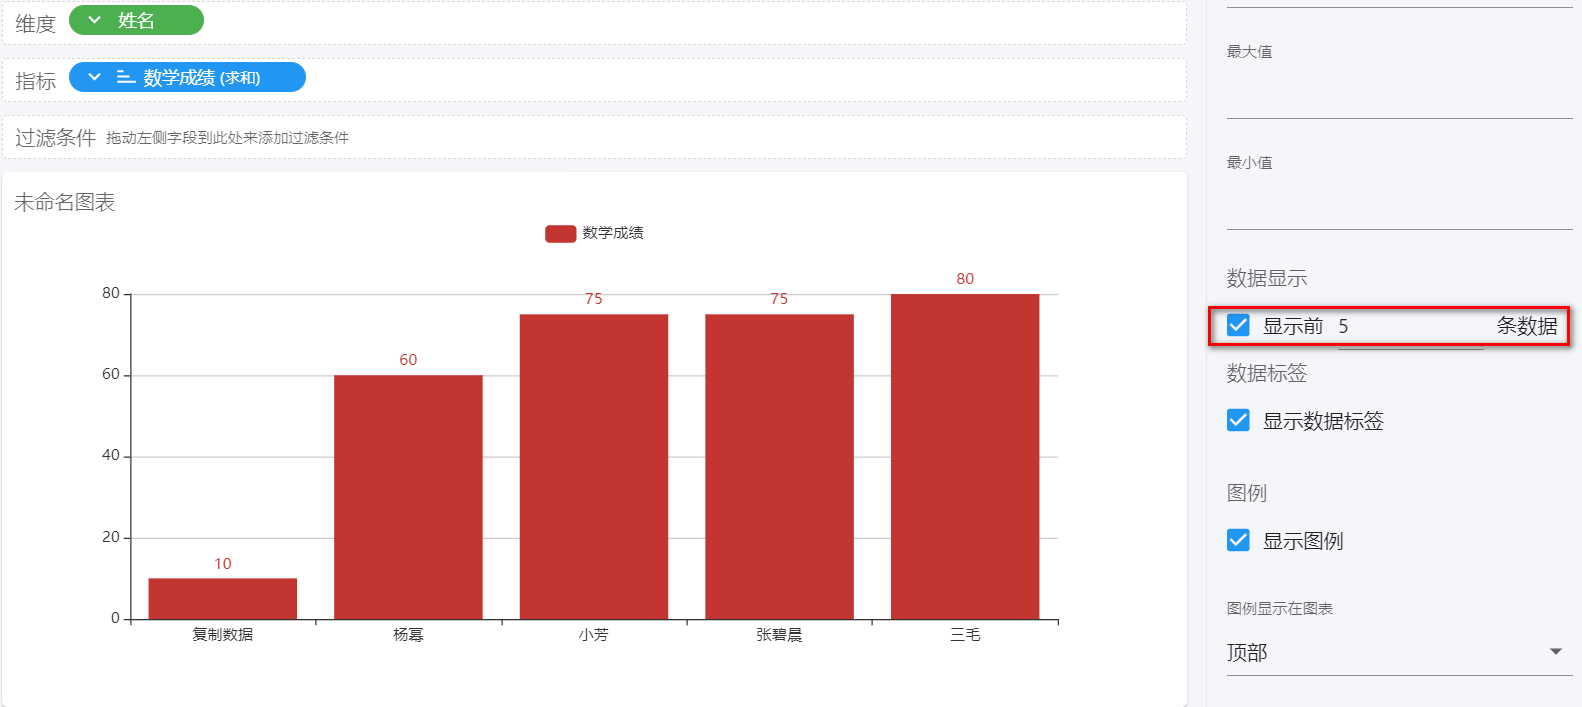 维度 姓名
指标 数学成绩 (求和)
过滤条件 拖动左侧字段到此处来添加过滤条件
未命名图表
数学成绩
80
60
40
20
0
10
60
75
75
80
复制数据 杨幂 小芳 张碧晨 三毛
最大值
最小值
数据显示
显示前 5 条数据
数据标签
显示数据标签
图例
显示图例
图例显示在图表
顶部